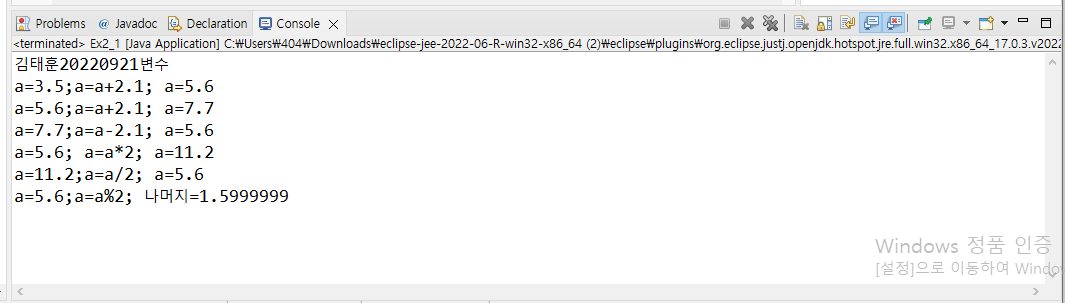 Problems @ Javadoc Declaration Console
<terminated> Ex2_1 [Java Application] C:₩Users₩404₩Downloads₩eclipse-jee-2022-06-R-win32-x86_64 (2)₩eclipse₩plugins₩org.eclipse.justj.openjdk.hotspot.jre.full.win32.x86_64_17.0.3.v2022
김태훈20220921변수
a=3.5;a=a+2.1; a=5.6
a=5.6;a=a+2.1; a=7.7
a=7.7;a=a-2.1; a=5.6
a=5.6; a=a*2; a=11.2
a=11.2;a=a/2; a=5.6
a=5.6;a=a%2; 나머지=1.5999999
Windows 정품 인증
[설정]으로 이동하여 Windo